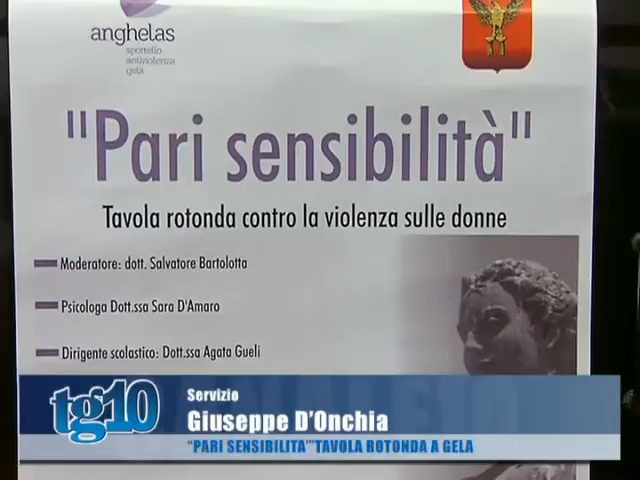 anghelas
sportello
antiviolenza
gela
"Pari sensibilità"
Tavola rotonda contro la violenza sulle donne
Moderatore: dott. Salvatore Bartolotta
Psicologa Dott.ssa Sara D'Amaro
Dirigente scolastico: Dott.ssa Agata Gueli
tg10
Servizio
Giuseppe D'Onchia
"PARI SENSIBILITA'"TAVOLA ROTONDA A GELA